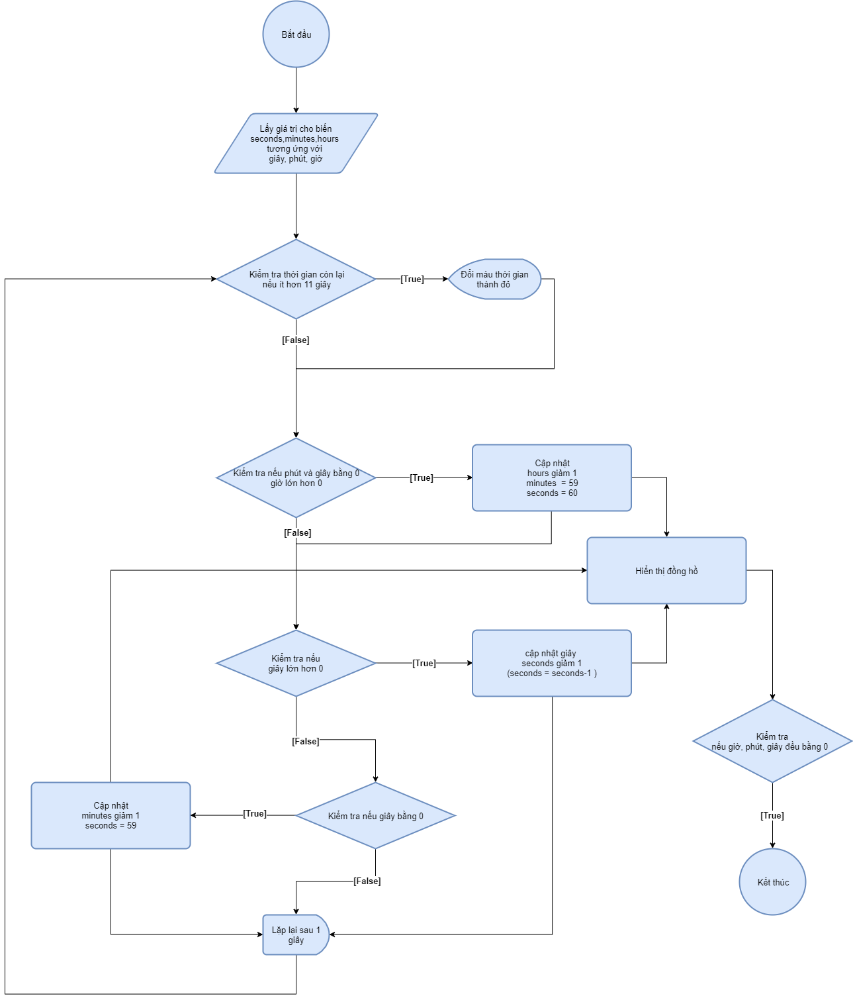 Bắt đầu
Lấy giá trị cho biến
seconds,minutes,hours
tương ứng với
giây, phút, giờ
Kiểm tra thời gian còn lại
nếu ít hơn 11 giây
[True]
Đổi màu thời gian
thành đỏ
[False]
Kiểm tra nếu phút và giây bằng 0
giờ lớn hơn 0
[True]
Cập nhật
hours giảm 1
minutes  = 59
seconds = 60
[False]
Hiển thị đồng hồ
Kiểm tra nếu
giây lớn hơn 0
[True]
cập nhật giây
seconds giảm 1
(seconds = seconds-1 )
[False]
Kiểm tra
nếu giờ, phút, giây đều bằng 0
Cập nhật
minutes giảm 1
seconds = 59
[True]
Kiểm tra nếu giây bằng 0
[True]
[False]
Kết thúc
Lặp lại sau 1
giây